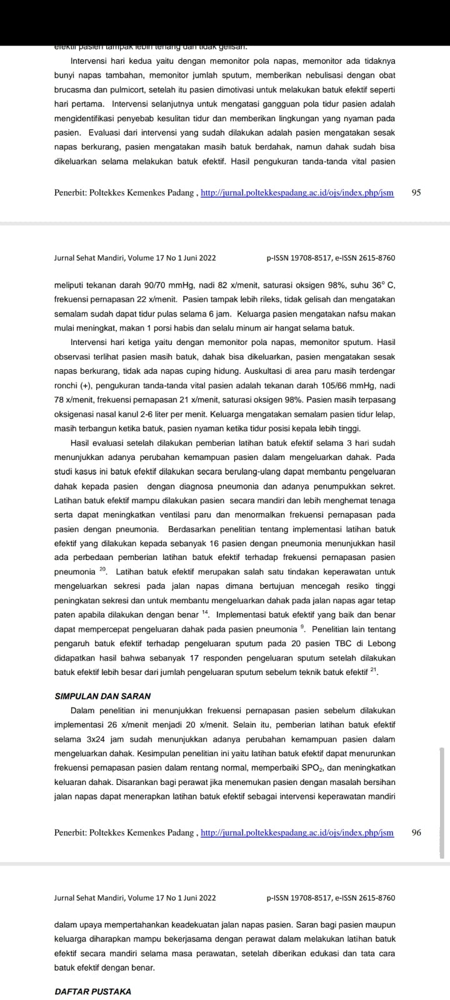 efektif pasien tampak lebih tenang dan tidak gelisah.
Intervensi hari kedua yaitu dengan memonitor pola napas, memonitor ada tidaknya
bunyi napas tambahan, memonitor jumlah sputum, memberikan nebulisasi dengan obat
brucasma dan pulmicort, setelah itu pasien dimotivasi untuk melakukan batuk efektif seperti
hari pertama. Intervensi selanjutnya untuk mengatasi gangguan pola tidur pasien adalah
mengidentifikasi penyebab kesulitan tidur dan memberikan lingkungan yang nyaman pada
pasien. Evaluasi dari intervensi yang sudah dilakukan adalah pasien mengatakan sesak
napas berkurang, pasien mengatakan masih batuk berdahak, namun dahak sudah bisa
dikeluarkan selama melakukan batuk efektif. Hasil pengukuran tanda-tanda vital pasien
Penerbit: Poltekkes Kemenkes Padang , http://jurnal.poltekkespadang.ac.id/ojs/index.php/jsm 95
Jurnal Sehat Mandiri, Volume 17 No 1 Juni 2022 p-ISSN 19708-8517, e-ISSN 2615-8760
meliputi tekanan darah 90/70 mmHg, nadi 82 x/menit, saturasi oksigen 98%, suhu 36° C,
frekuensi pernapasan 22 x/menit. Pasien tampak lebih rileks, tidak gelisah dan mengatakan
semalam sudah dapat tidur pulas selama 6 jam. Keluarga pasien mengatakan nafsu makan
mulai meningkat, makan 1 porsi habis dan selalu minum air hangat selama batuk.
Intervensi hari ketiga yaitu dengan memonitor pola napas, memonitor sputum. Hasil
observasi terlihat pasien masih batuk, dahak bisa dikeluarkan, pasien mengatakan sesak
napas berkurang, tidak ada napas cuping hidung. Auskultasi di area paru masih terdengar
ronchi (+), pengukuran tanda-tanda vital pasien adalah tekanan darah 105/66 mmHg, nadi
78 x/menit, frekuensi pernapasan 21 x/menit, saturasi oksigen 98%. Pasien masih terpasang
oksigenasi nasal kanul 2-6 liter per menit. Keluarga mengatakan semalam pasien tidur lelap,
masih terbangun ketika batuk, pasien nyaman ketika tidur posisi kepala lebih tinggi.
Hasil evaluasi setelah dilakukan pemberian latihan batuk efektif selama 3 hari sudah
menunjukkan adanya perubahan kemampuan pasien dalam mengeluarkan dahak. Pada
studi kasus ini batuk efektif dilakukan secara berulang-ulang dapat membantu pengeluaran
dahak kepada pasien dengan diagnosa pneumonia dan adanya penumpukkan sekret.
Latihan batuk efektif mampu dilakukan pasien secara mandiri dan lebih menghemat tenaga
serta dapat meningkatkan ventilasi paru dan menormalkan frekuensi pernapasan pada
pasien dengan pneumonia. Berdasarkan penelitian tentang implementasi latihan batuk
efektif yang dilakukan kepada sebanyak 16 pasien dengan pneumonia menunjukkan hasil
ada perbedaan pemberian latihan batuk efektif terhadap frekuensi pernapasan pasien
pneumonia 20. Latihan batuk efektif merupakan salah satu tindakan keperawatan untuk
mengeluarkan sekresi pada jalan napas dimana bertujuan mencegah resiko tinggi
peningkatan sekresi dan untuk membantu mengeluarkan dahak pada jalan napas agar tetap
paten apabila dilakukan dengan benar 14. Implementasi batuk efektif yang baik dan benar
dapat mempercepat pengeluaran dahak pada pasien pneumonia 9. Penelitian lain tentang
pengaruh batuk efektif terhadap pengeluaran sputum pada 20 pasien TBC di Lebong
didapatkan hasil bahwa sebanyak 17 responden pengeluaran sputum setelah dilakukan
batuk efektif lebih besar dari jumlah pengeluaran sputum sebelum teknik batuk efektif 21.
SIMPULAN DAN SARAN
Dalam penelitian ini menunjukkan frekuensi pernapasan pasien sebelum dilakukan
implementasi 26 x/menit menjadi 20 x/menit. Selain itu, pemberian latihan batuk efektif
selama 3x24 jam sudah menunjukkan adanya perubahan kemampuan pasien dalam
mengeluarkan dahak. Kesimpulan penelitian ini yaitu latihan batuk efektif dapat menurunkan
frekuensi pernapasan pasien dalam rentang normal, memperbaiki SPO₂, dan meningkatkan
keluaran dahak. Disarankan bagi perawat jika menemukan pasien dengan masalah bersihan
jalan napas dapat menerapkan latihan batuk efektif sebagai intervensi keperawatan mandiri
Penerbit: Poltekkes Kemenkes Padang , http://jurnal.poltekkespadang.ac.id/ojs/index.php/jsm 96
Jurnal Sehat Mandiri, Volume 17 No 1 Juni 2022 p-ISSN 19708-8517, e-ISSN 2615-8760
dalam upaya mempertahankan keadekuatan jalan napas pasien. Saran bagi pasien maupun
keluarga diharapkan mampu bekerjasama dengan perawat dalam melakukan latihan batuk
efektif secara mandiri selama masa perawatan, setelah diberikan edukasi dan tata cara
batuk efektif dengan benar.
DAFTAR PUSTAKA